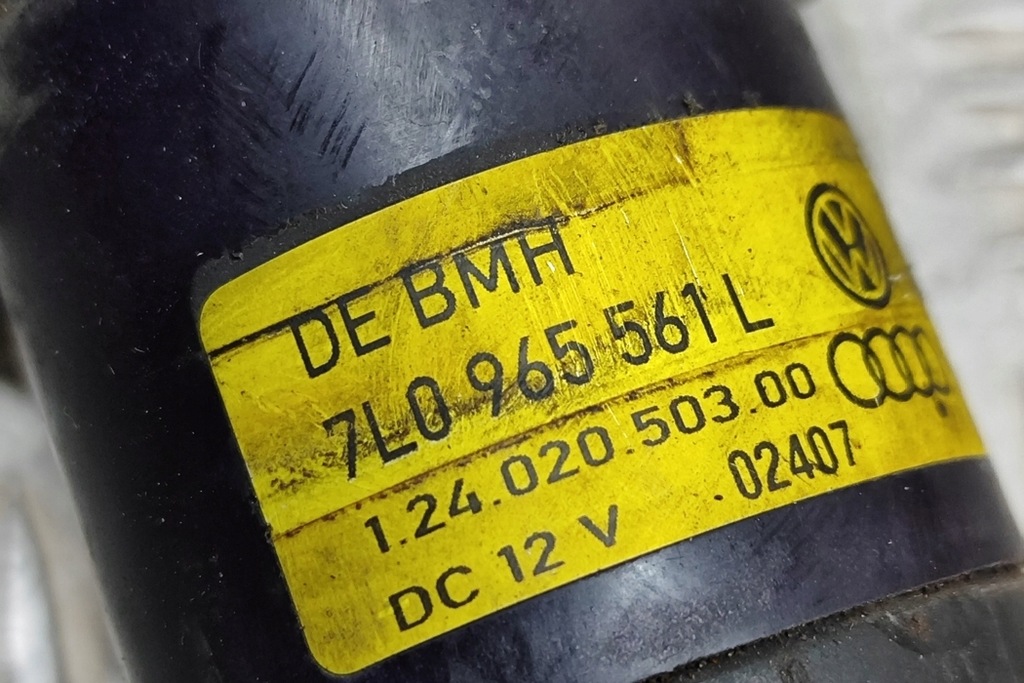 DE BMH
7L0 965 561 L
1.24.020.503.00
DC 12 V .02407